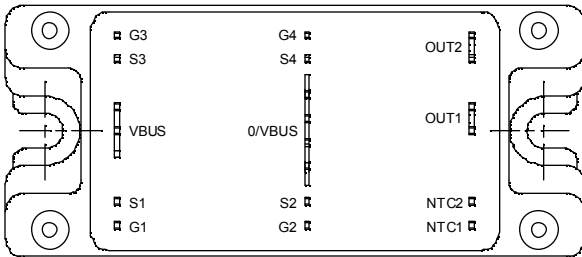 G3 G4 OUT2
S3 S4
VBUS 0/VBUS OUT1
S1 S2 NTC2
G1 G2 NTC1